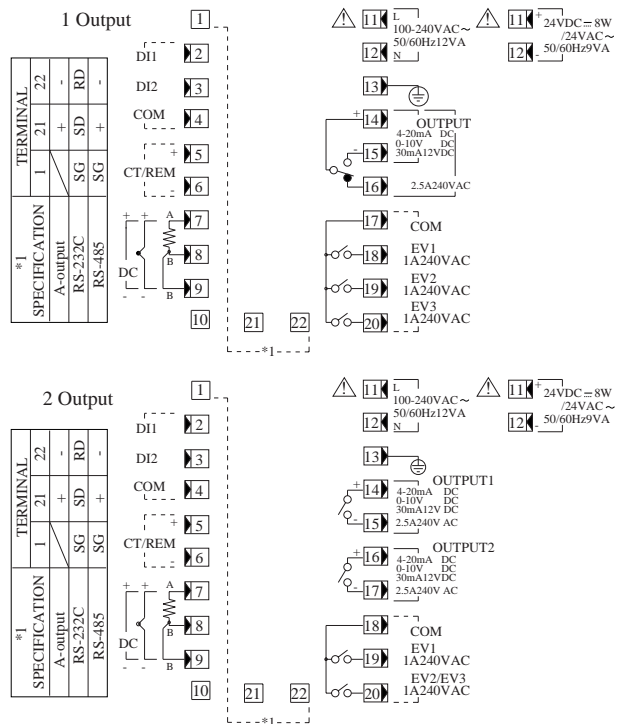 1 Output
1
DI1
2
DI2
3
COM
4
+
5
CT/REM
-
6
+ + A
7
B
8
DC
- - B
9
10
21
22
*1
⚠ 11 L
100-240VAC～
50/60Hz12VA
12 N
⚠ 11 +
24VDC⎓8W
/24VAC～
50/60Hz9VA
12 -
13
+ 14
OUTPUT
4-20mA DC
0-10V DC
30mA12VDC
- 15
16
2.5A240VAC
17
COM
18
EV1
1A240VAC
19
EV2
1A240VAC
20
EV3
1A240VAC
*1
SPECIFICATION
TERMINAL
1 21 22
A-output + -
RS-232C SG SD RD
RS-485 SG + -
2 Output
1
DI1
2
DI2
3
COM
4
+
5
CT/REM
-
6
+ + A
7
B
8
DC
- - B
9
10
21
22
*1
⚠ 11 L
100-240VAC～
50/60Hz12VA
12 N
⚠ 11 +
24VDC⎓8W
/24VAC～
50/60Hz9VA
12 -
13
+ 14
OUTPUT1
4-20mA DC
0-10V DC
30mA12V DC
- 15
2.5A240V AC
+ 16
OUTPUT2
4-20mA DC
0-10V DC
30mA12VDC
- 17
2.5A240V AC
18
COM
19
EV1
1A240VAC
20
EV2/EV3
1A240VAC
*1
SPECIFICATION
TERMINAL
1 21 22
A-output + -
RS-232C SG SD RD
RS-485 SG + -